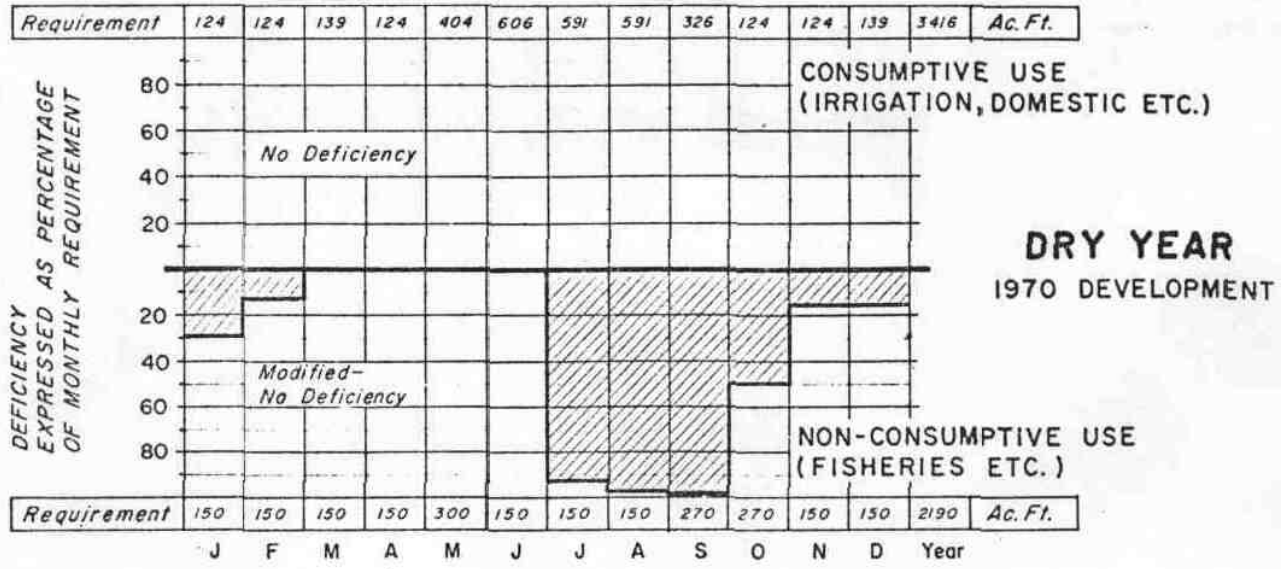 Requirement 124 124 139 124 404 606 591 591 326 124 124 139 3416 Ac. Ft.
DEFICIENCY
EXPRESSED AS PERCENTAGE
OF MONTHLY REQUIREMENT
80
60
40
20
20
40
60
80
No Deficiency
Modified–
No Deficiency
CONSUMPTIVE USE
(IRRIGATION, DOMESTIC ETC.)
DRY YEAR
1970 DEVELOPMENT
NON-CONSUMPTIVE USE
(FISHERIES ETC.)
Requirement 150 150 150 150 300 150 150 150 270 270 150 150 2190 Ac. Ft.
J F M A M J J A S O N D Year